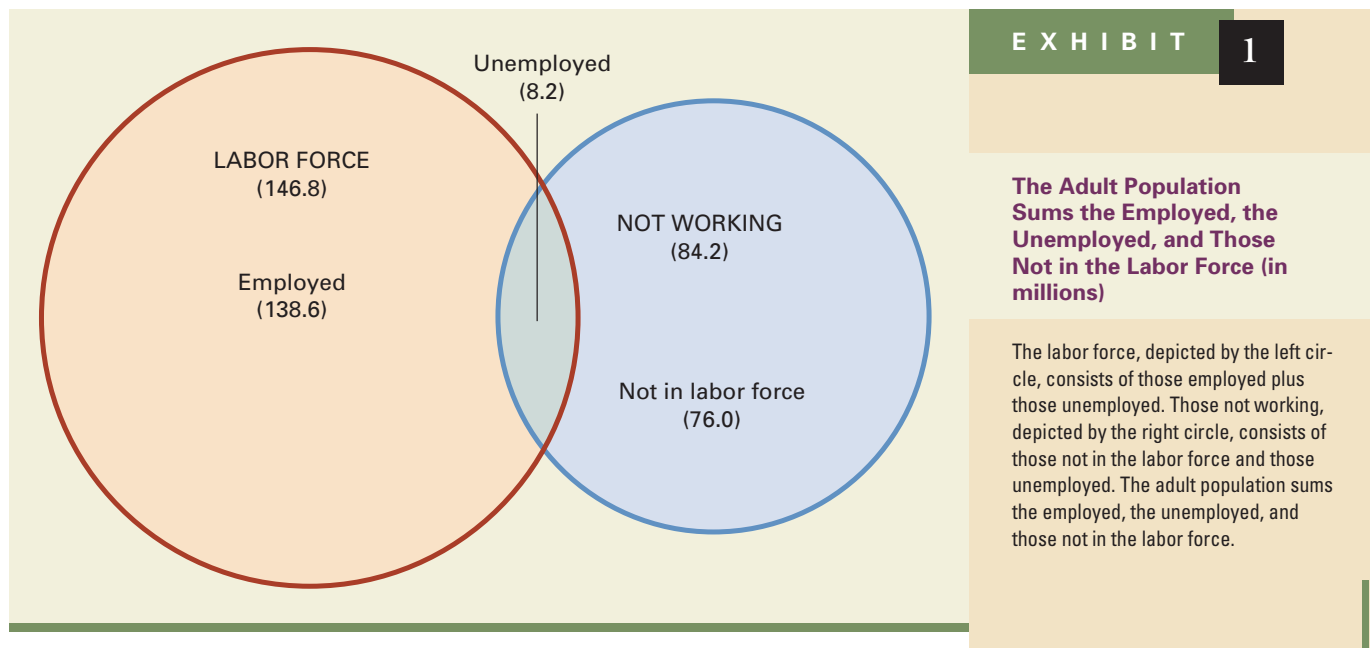 Unemployed
(8.2)
LABOR FORCE
(146.8)
Employed
(138.6)
NOT WORKING
(84.2)
Not in labor force
(76.0)
EXHIBIT 1
The Adult Population
Sums the Employed, the
Unemployed, and Those
Not in the Labor Force (in
millions)
The labor force, depicted by the left cir-
cle, consists of those employed plus
those unemployed. Those not working,
depicted by the right circle, consists of
those not in the labor force and those
unemployed. The adult population sums
the employed, the unemployed, and
those not in the labor force.